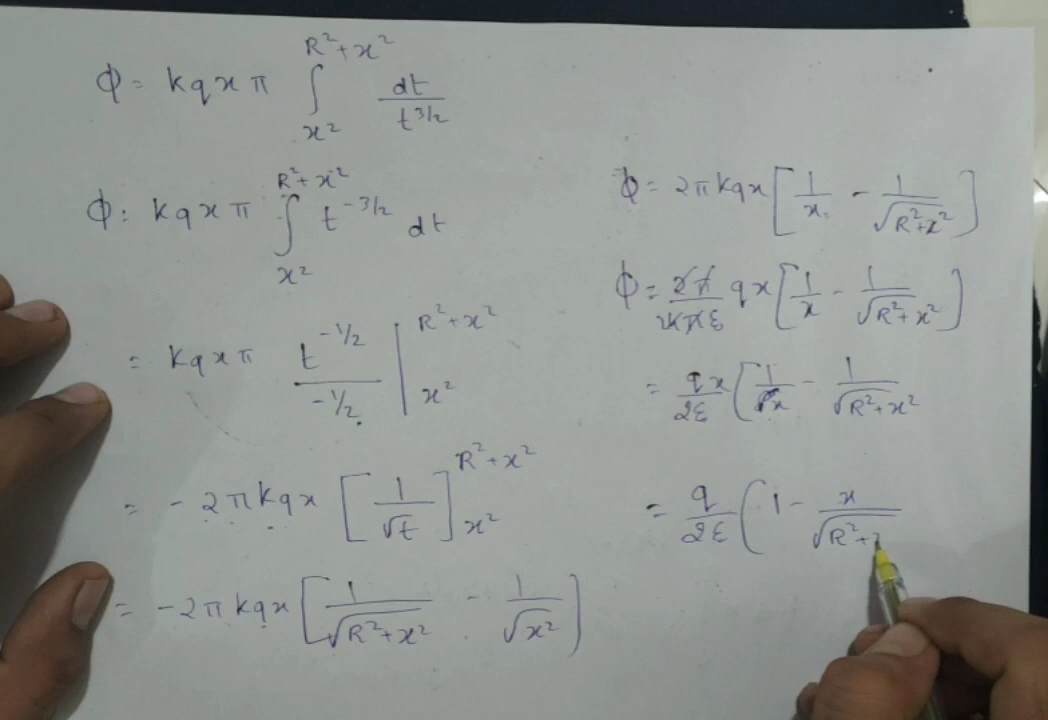 ϕ= kqxπ ∫_{x²}^{R²+x²} dt/t^{3/2}
ϕ: kqxπ ∫_{x²}^{R²+x²} t^{-3/2} dt
= kqxπ t^{-1/2}/(-1/2) |_{x²}^{R²+x²}
= -2πkqx [1/√t]_{x²}^{R²+x²}
= -2πkqx [1/√(R²+x²) - 1/√(x²)]
ϕ= 2πkqx [1/x - 1/√(R²+x²)]
ϕ= 2π/4πε qx [1/x - 1/√(R²+x²)]
= qx/2ε (1/x - 1/√(R²+x²)
= q/2ε (1 - x/√(R²+